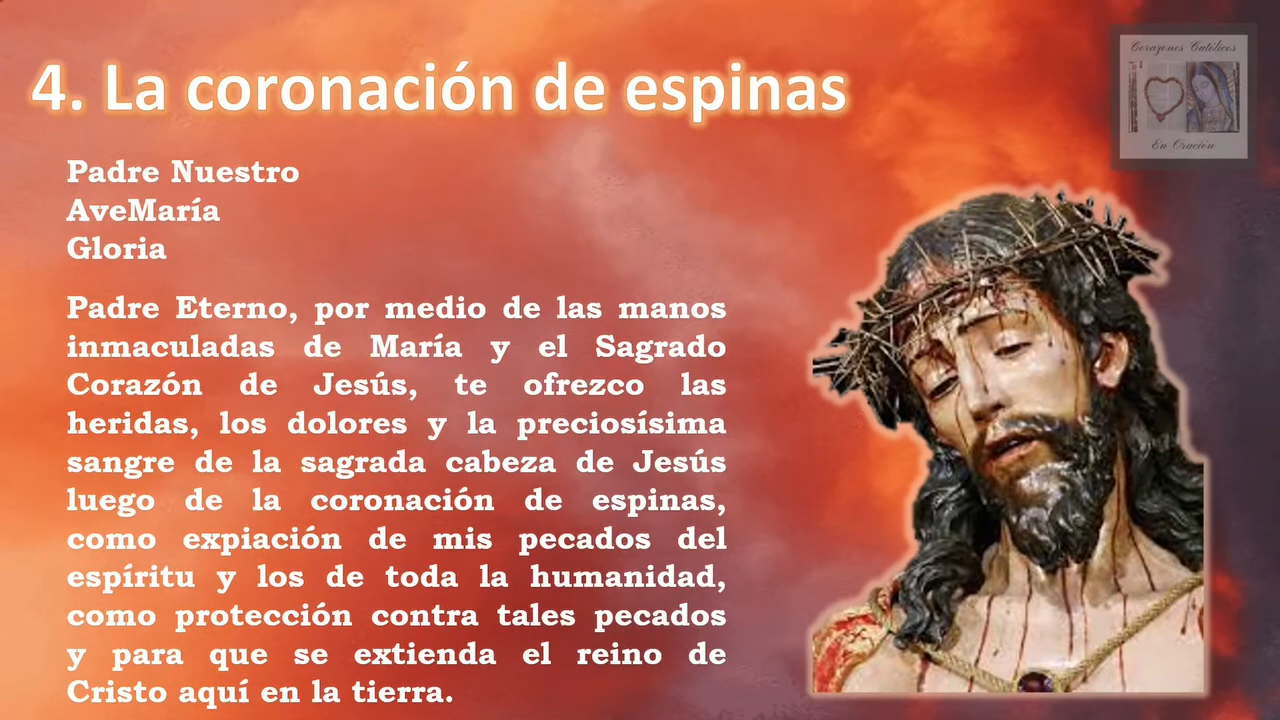 4. La coronación de espinas
Corazones Católicos
En Oración
Padre Nuestro
AveMaría
Gloria
Padre Eterno, por medio de las manos
inmaculadas de María y el Sagrado
Corazón de Jesús, te ofrezco las
heridas, los dolores y la preciosísima
sangre de la sagrada cabeza de Jesús
luego de la coronación de espinas,
como expiación de mis pecados del
espíritu y los de toda la humanidad,
como protección contra tales pecados
y para que se extienda el reino de
Cristo aquí en la tierra.